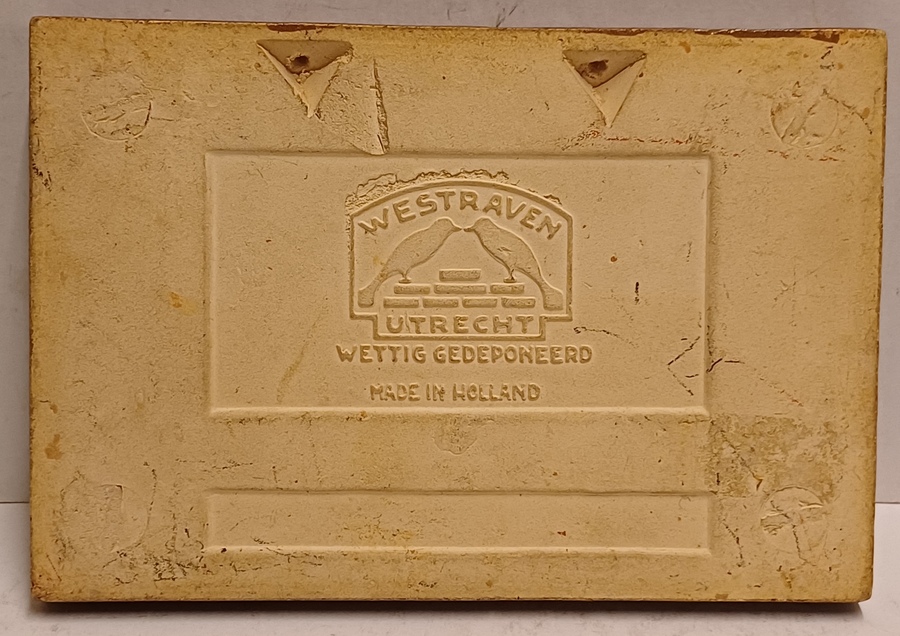 WESTRAVEN
UTRECHT
WETTIG GEDEPONEERD
MADE IN HOLLAND